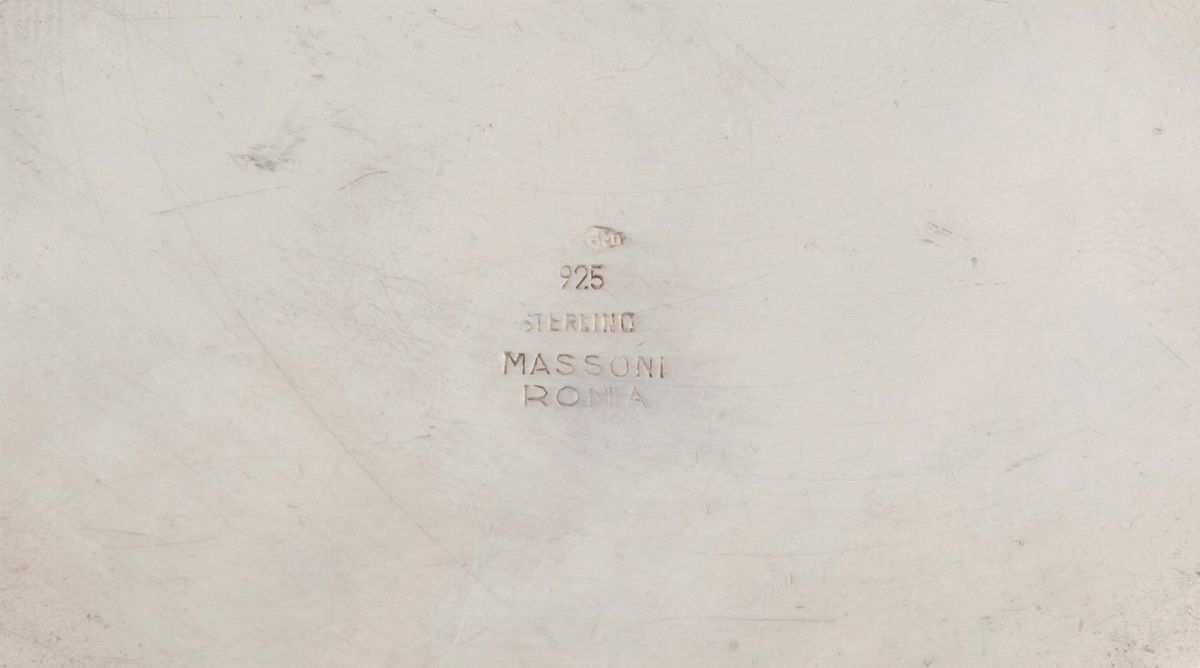 925
STERLING
MASSONI
ROMA